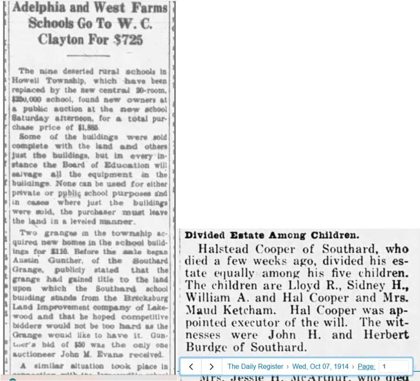 Adelphia and West Farms
Schools Go To W. C.
Clayton For $725
The nine deserted rural schools in
Howell Township, which have been
replaced by the new central 20-room,
school, found new owners at
a public auction at the new school
Saturday afternoon, for a total pur-
chase price of $1,885.
Some of the buildings were sold
complete with the land and others
just the buildings, but in every in-
stance the Board of Education will
salvage all the equipment in the
buildings. None can be used for either
private or public school purposes and
in cases where just the buildings
were sold, the purchaser must leave
the land in a leveled manner.
Two granges in the township ac-
quired new homes in the school build-
ings for $110. Before the sale began
Austin Gunther, of the Southard
Grange, publicly stated that the
grange had gained title to the land
upon which the Southard school
building stands from the Bricksburg
Land Improvement company of Lake-
wood and that he hoped competitive
bidders would not be too hard as the
Grange would like to have it. Gun-
ther's bid of $30 was the only one
auctioneer John M. Evans received.
A similar situation took place in
Divided Estate Among Children.
Halstead Cooper of Southard, who
died a few weeks ago, divided his es-
tate equally among his five children.
The children are Lloyd R., Sidney H.,
William A. and Hal Cooper and Mrs.
Maud Ketcham. Hal Cooper was ap-
pointed executor of the will. The wit-
nesses were John H. and Herbert
Burdge of Southard.
The Daily Register › Wed, Oct 07, 1914 › Page: 1
Mrs. Jessie H. McArthur, who died